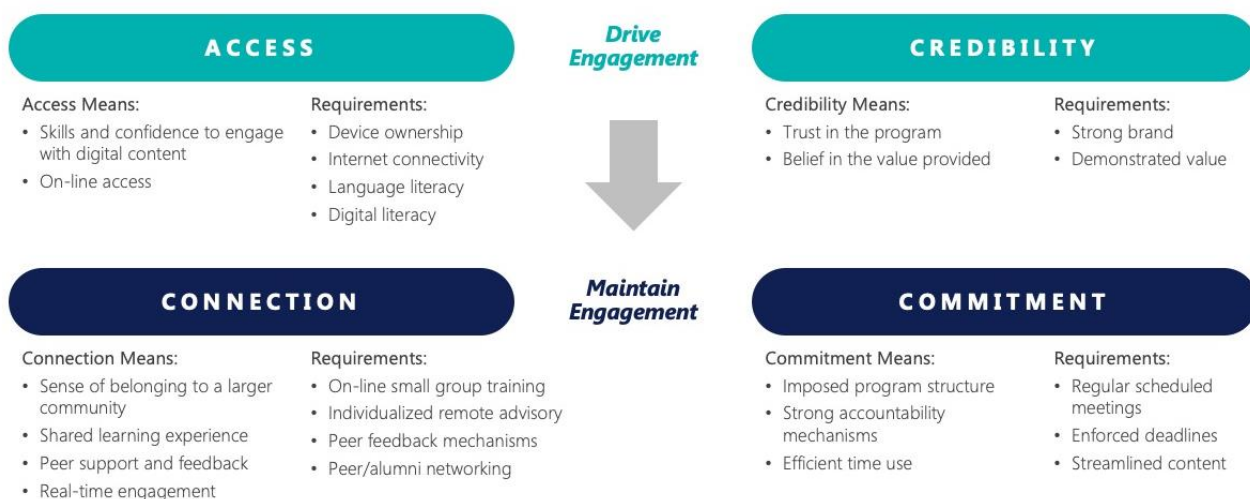 ACCESS
Access Means:
• Skills and confidence to engage
with digital content
• On-line access
Requirements:
• Device ownership
• Internet connectivity
• Language literacy
• Digital literacy
Drive
Engagement
CREDIBILITY
Credibility Means:
• Trust in the program
• Belief in the value provided
Requirements:
• Strong brand
• Demonstrated value
CONNECTION
Connection Means:
• Sense of belonging to a larger
community
• Shared learning experience
• Peer support and feedback
• Real-time engagement
Requirements:
• On-line small group training
• Individualized remote advisory
• Peer feedback mechanisms
• Peer/alumni networking
Maintain
Engagement
COMMITMENT
Commitment Means:
• Imposed program structure
• Strong accountability
mechanisms
• Efficient time use
Requirements:
• Regular scheduled
meetings
• Enforced deadlines
• Streamlined content